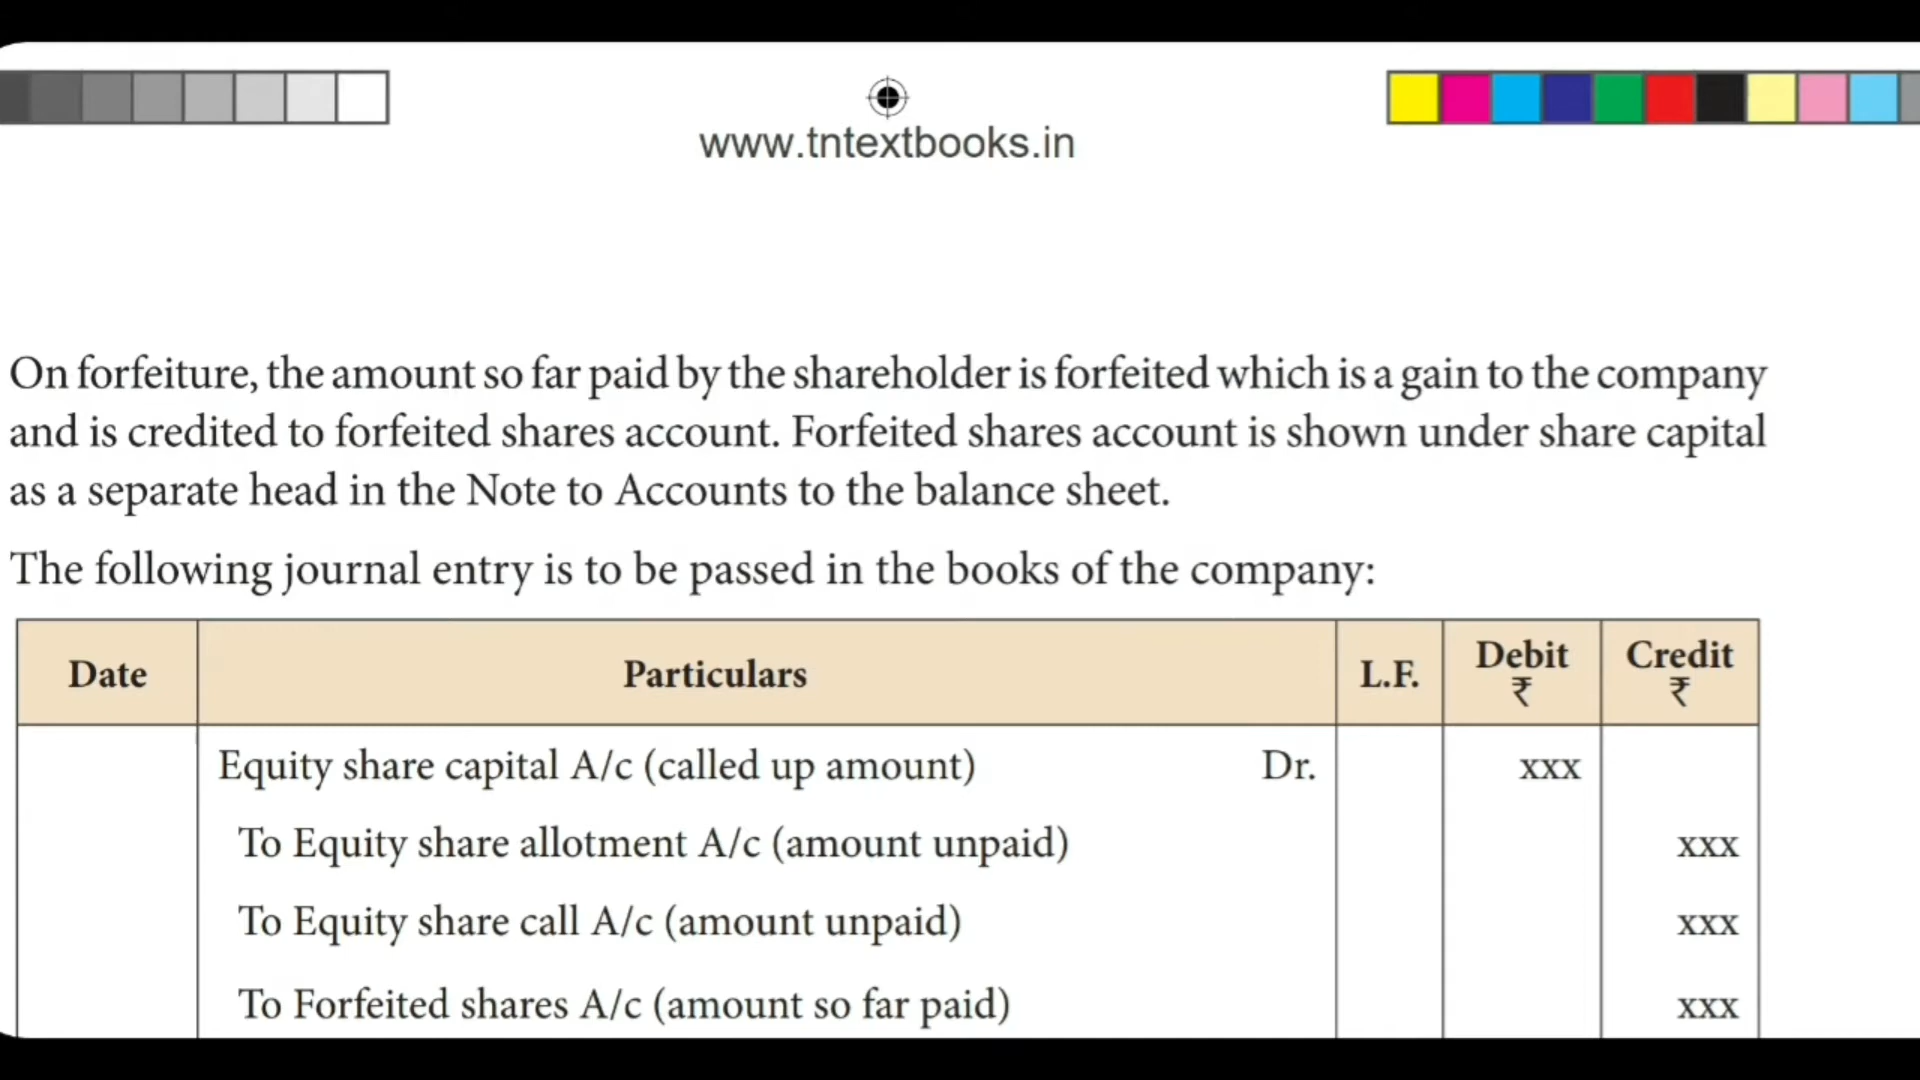 www.tntextbooks.in
On forfeiture, the amount so far paid by the shareholder is forfeited which is a gain to the company
and is credited to forfeited shares account. Forfeited shares account is shown under share capital
as a separate head in the Note to Accounts to the balance sheet.
The following journal entry is to be passed in the books of the company:
Date Particulars L.F. Debit ₹ Credit ₹
Equity share capital A/c (called up amount) Dr. xxx
To Equity share allotment A/c (amount unpaid) xxx
To Equity share call A/c (amount unpaid) xxx
To Forfeited shares A/c (amount so far paid) xxx